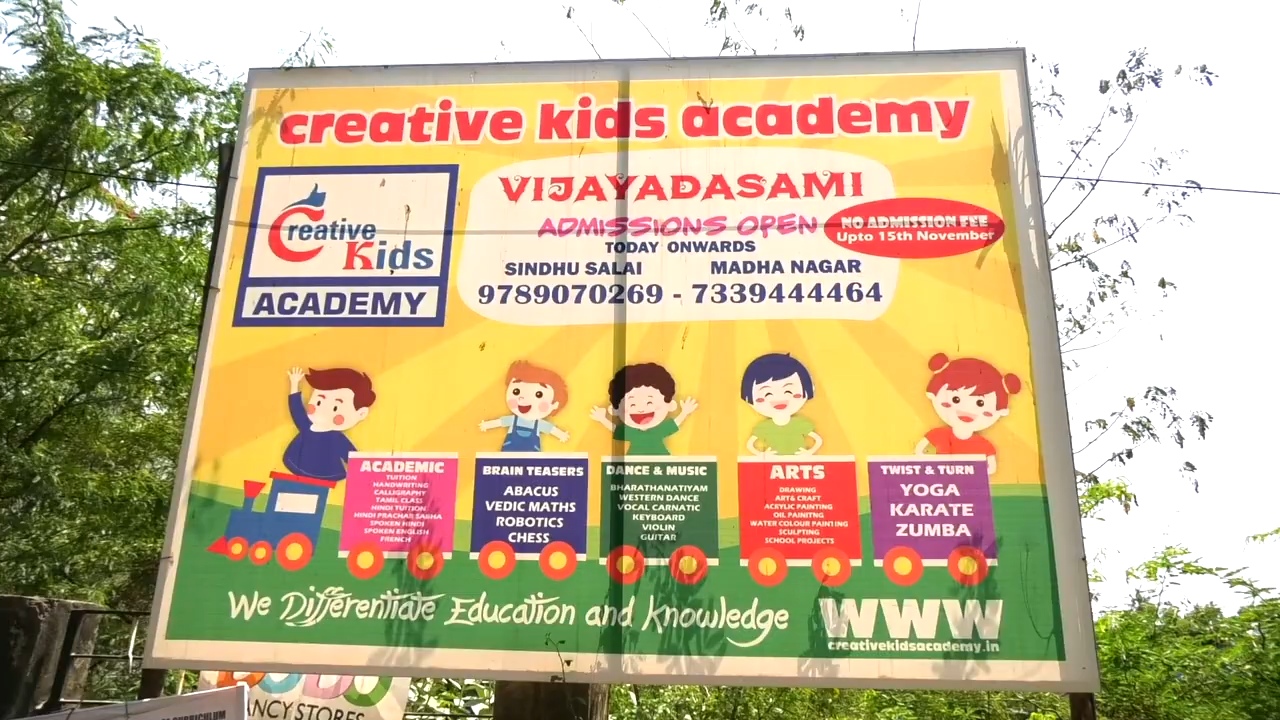 creative kids academy
Creative
Kids
ACADEMY
VIJAYADASAMI
ADMISSIONS OPEN
TODAY ONWARDS
NO ADMISSION FEE
Upto 15th November
SINDHU SALAI MADHA NAGAR
9789070269 - 7339444464
ACADEMIC
TUITION
HANDWRITING
CALLIGRAPHY
TAMIL CLASS
HINDI TUITION
HINDI PRACHAR SABHA
SPOKEN HINDI
SPOKEN ENGLISH
FRENCH
BRAIN TEASERS
ABACUS
VEDIC MATHS
ROBOTICS
CHESS
DANCE & MUSIC
BHARATHANATIYAM
WESTERN DANCE
VOCAL CARNATIC
KEYBOARD
VIOLIN
GUITAR
ARTS
DRAWING
ART& CRAFT
ACRYLIC PAINTING
OIL PAINITNG
WATER COLOUR PAINTING
SCULPTING
SCHOOL PROJECTS
TWIST & TURN
YOGA
KARATE
ZUMBA
We Differentiate Education and Knowledge
WWW
creativekidsacademy.in
STORES
CURRICULUM